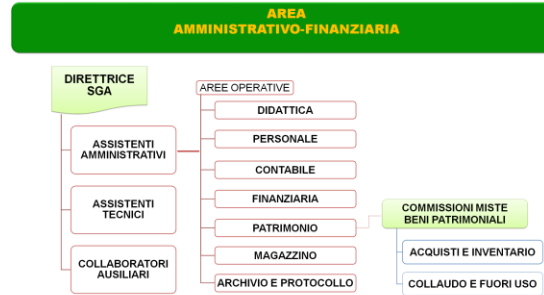 AREA
AMMINISTRATIVO-FINANZIARIA
DIRETTRICE
SGA
ASSISTENTI
AMMINISTRATIVI
ASSISTENTI
TECNICI
COLLABORATORI
AUSILIARI
AREE OPERATIVE
DIDATTICA
PERSONALE
CONTABILE
FINANZIARIA
PATRIMONIO
MAGAZZINO
ARCHIVIO E PROTOCOLLO
COMMISSIONI MISTE
BENI PATRIMONIALI
ACQUISTI E INVENTARIO
COLLAUDO E FUORI USO